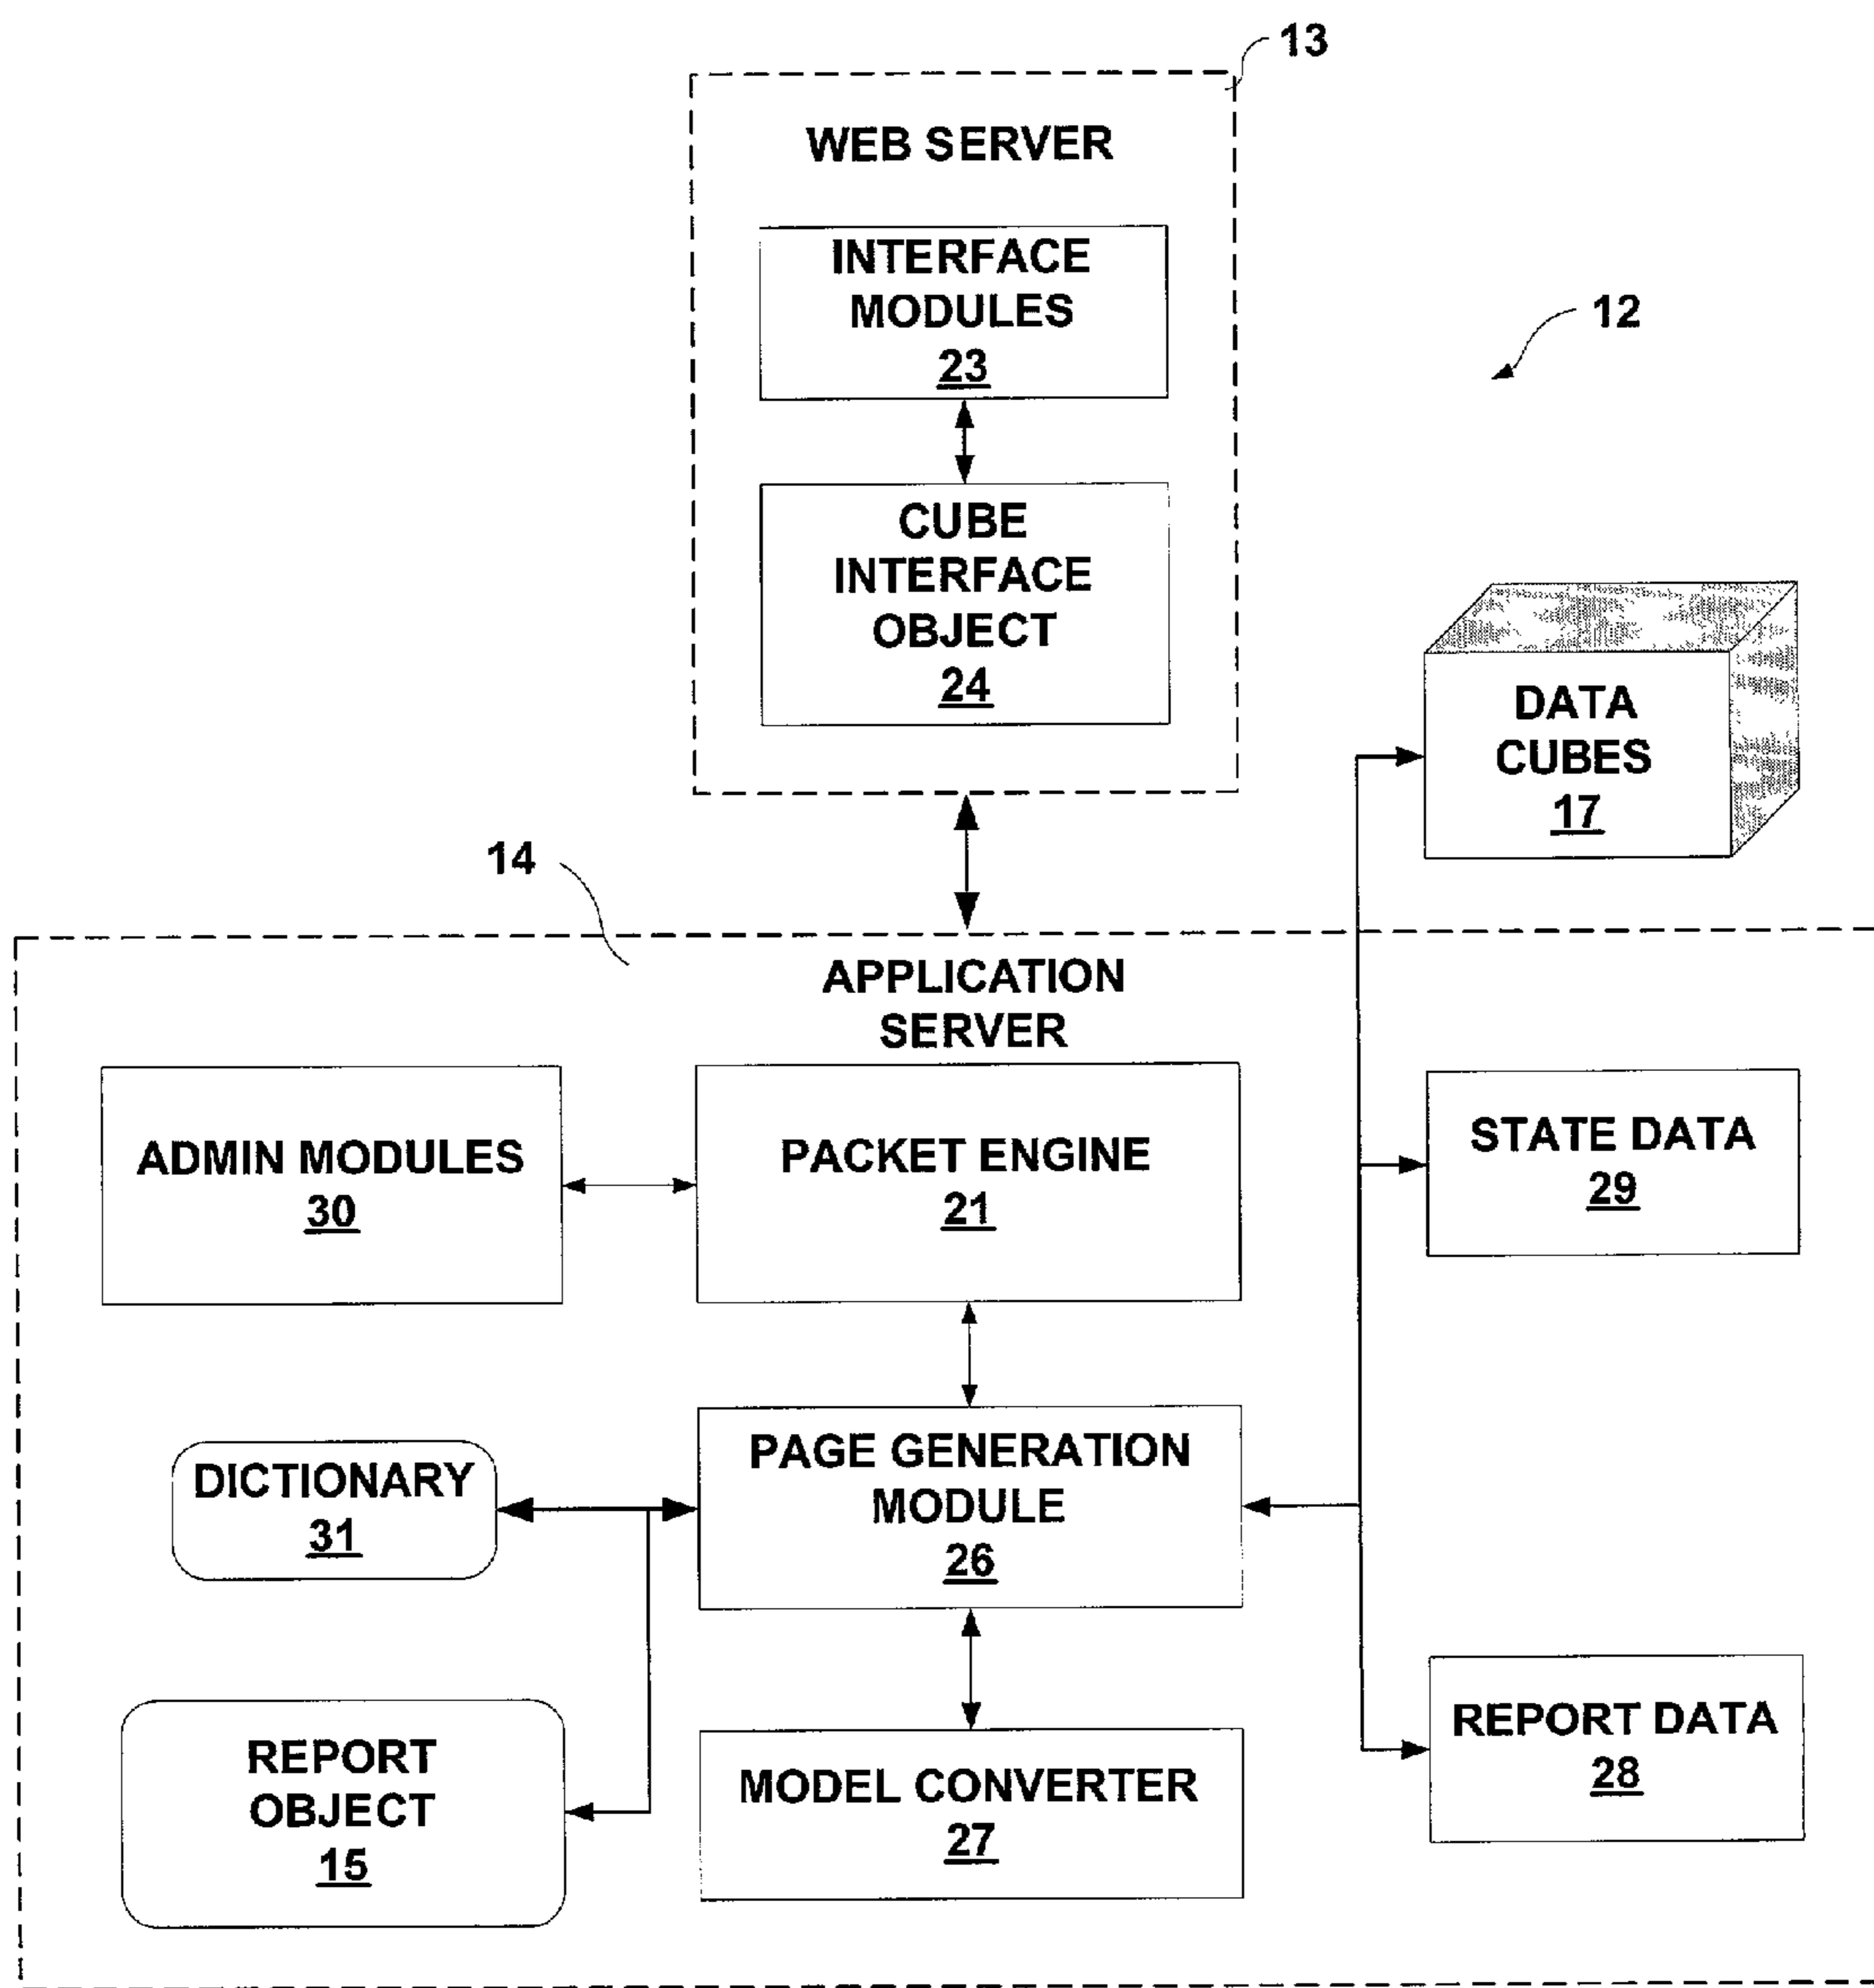 13
WEB SERVER
INTERFACE
MODULES
23
12
CUBE
INTERFACE
OBJECT
24
DATA
CUBES
17
14
APPLICATION
SERVER
ADMIN MODULES
30
PACKET ENGINE
21
STATE DATA
29
DICTIONARY
31
PAGE GENERATION
MODULE
26
REPORT
OBJECT
15
MODEL CONVERTER
27
REPORT DATA
28